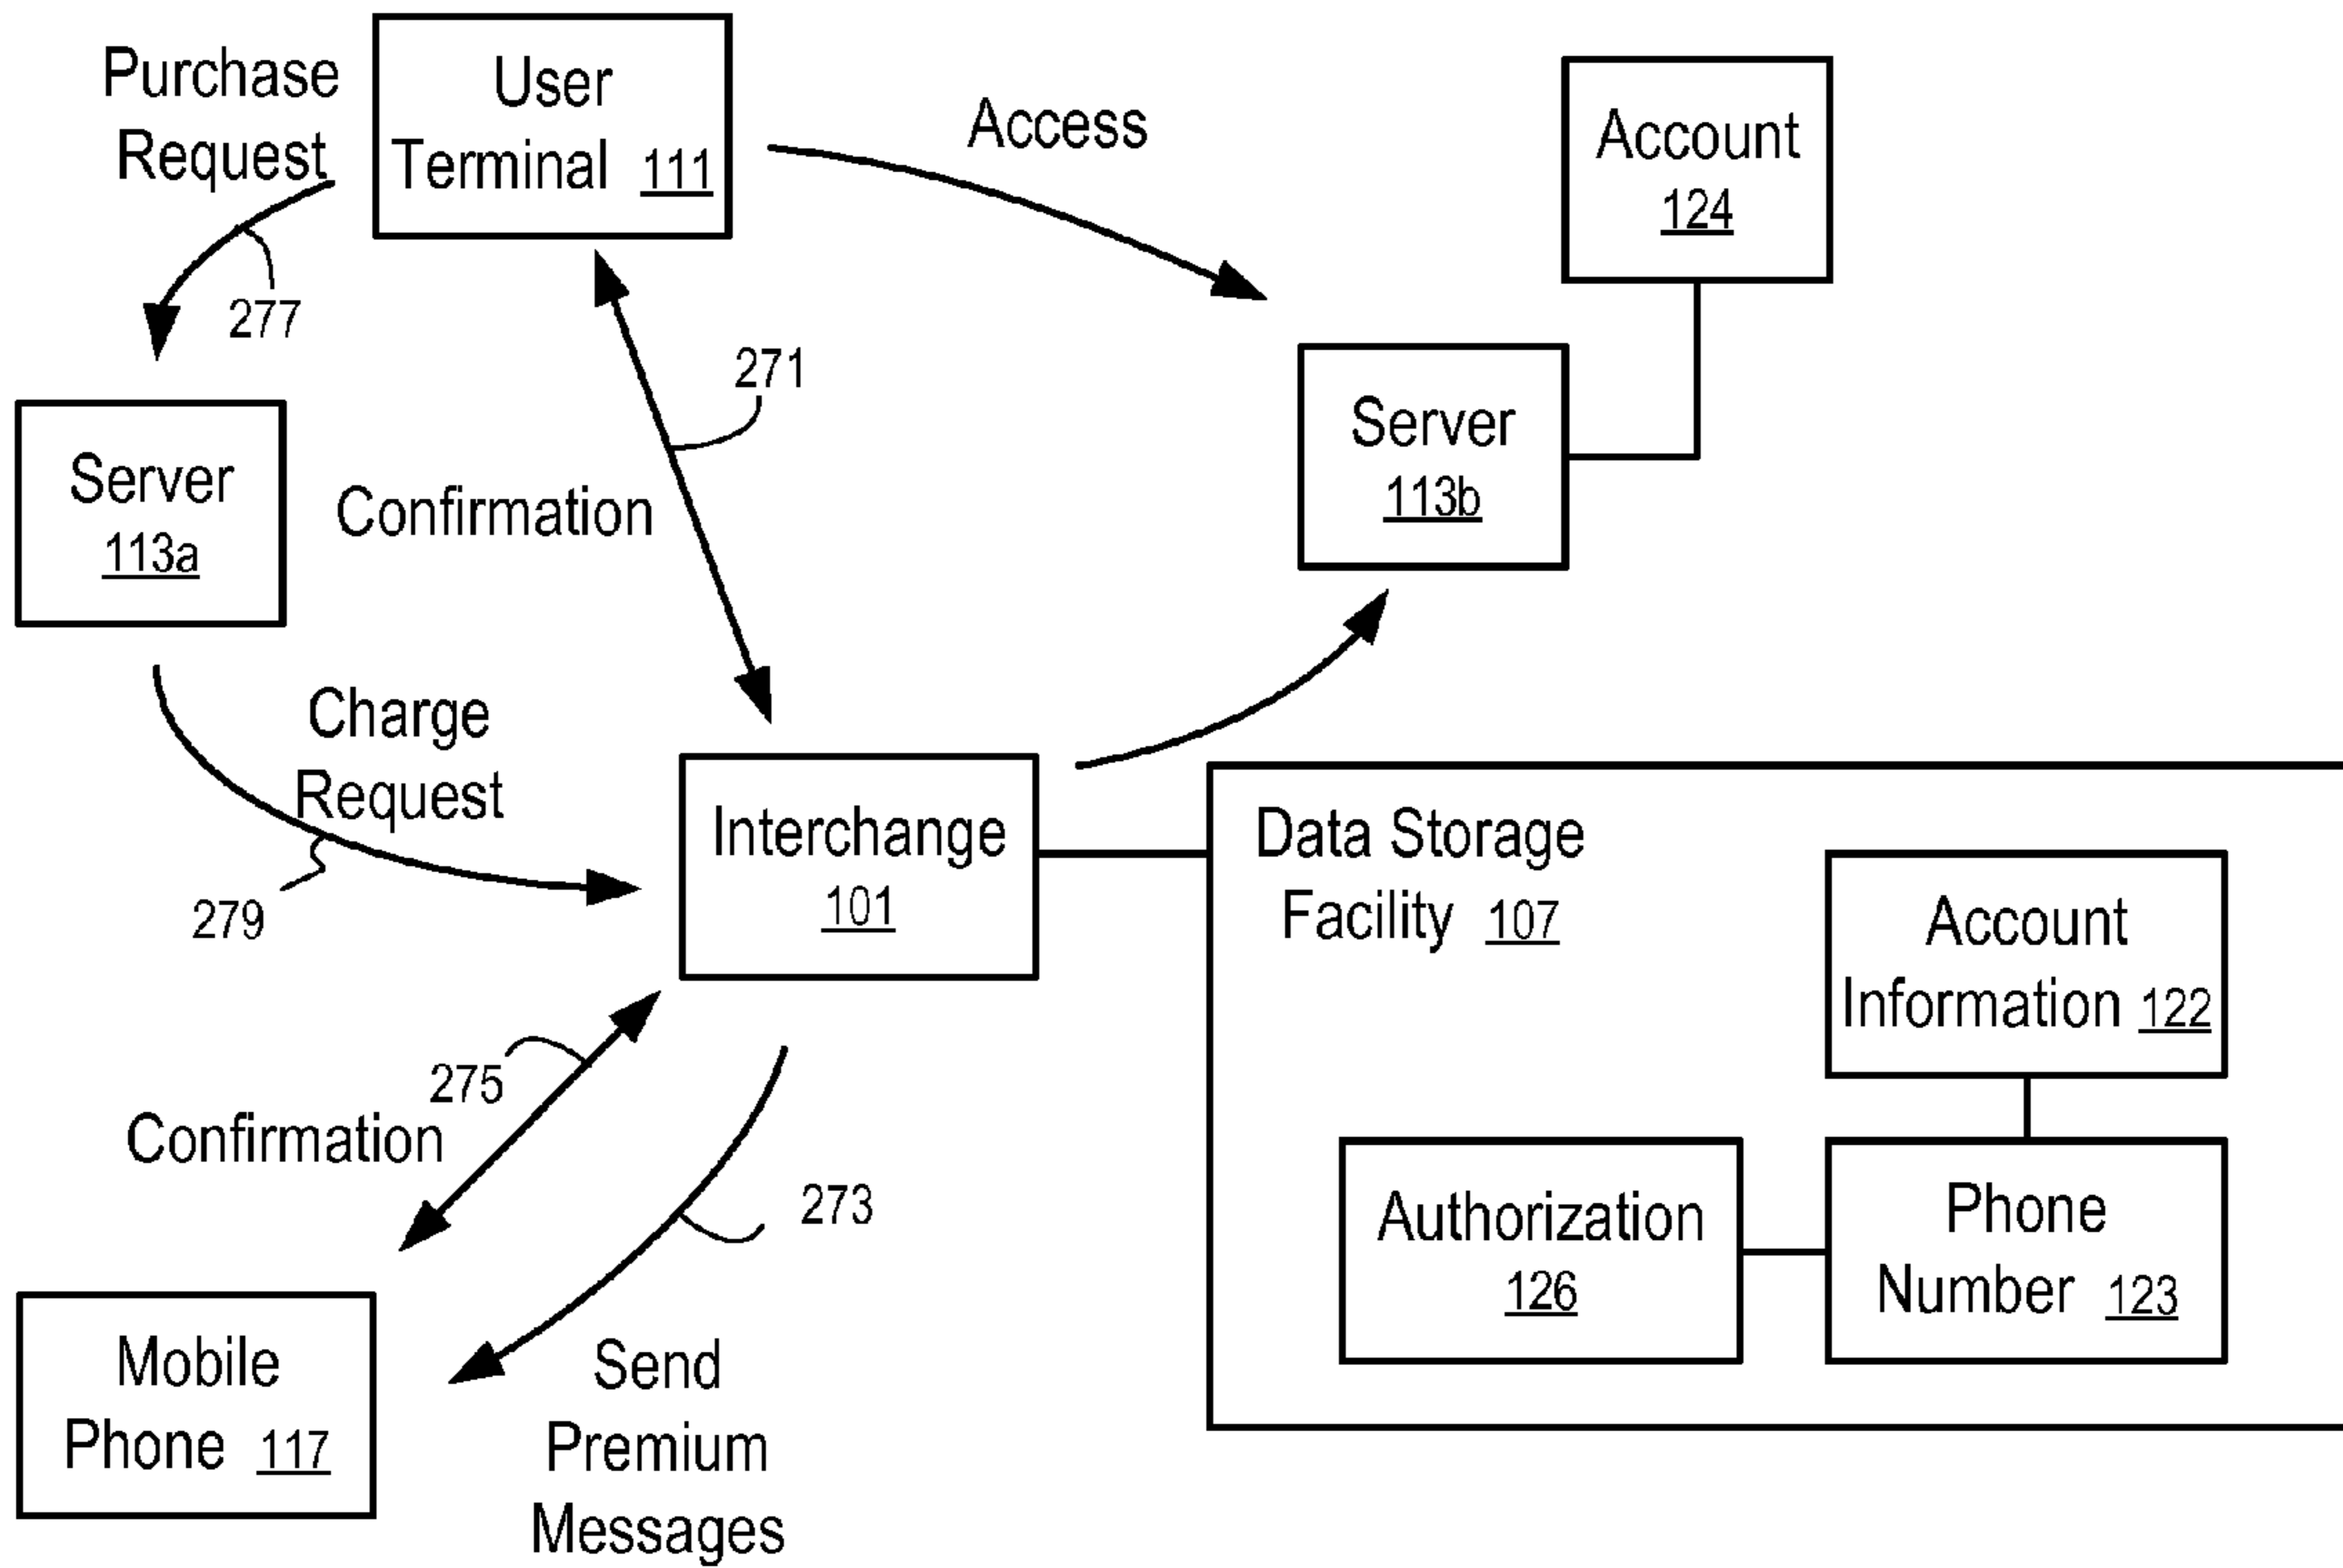 Purchase
Request
277
User
Terminal 111
Access
Account
124
271
Confirmation
Server
113a
Server
113b
Charge
Request
279
Interchange
101
Data Storage
Facility 107
Account
Information 122
Authorization
126
Phone
Number 123
275
Confirmation
273
Mobile
Phone 117
Send
Premium
Messages